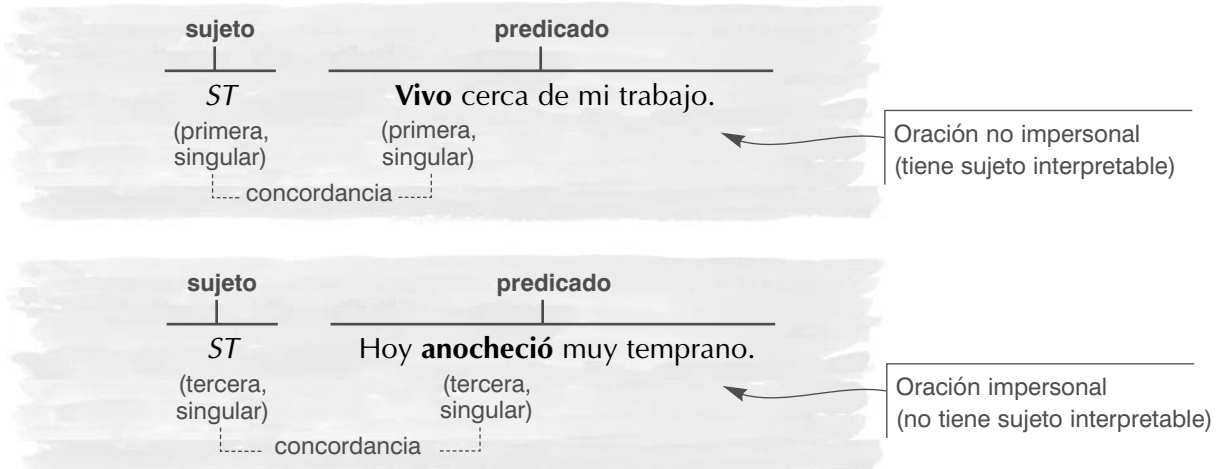 sujeto predicado
ST Vivo cerca de mi trabajo.
(primera, (primera,
singular) singular)
concordancia
Oración no impersonal
(tiene sujeto interpretable)
sujeto predicado
ST Hoy anocheció muy temprano.
(tercera, (tercera,
singular) singular)
concordancia
Oración impersonal
(no tiene sujeto interpretable)